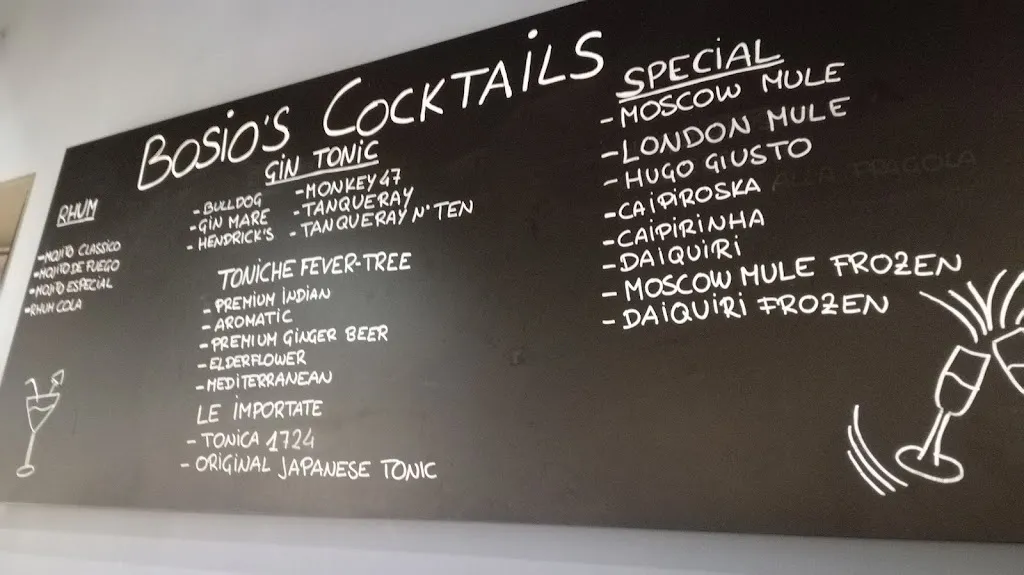 BOSIO'S COCKTAILS
RHUM
- MOJITO CLASSICO
- MOJITO DE FUEGO
- MOJITO ESPECIAL
- RHUM COLA
GIN TONIC
- BULLDOG
- GIN MARE
- HENDRICK'S
- MONKEY 47
- TANQUERAY
- TANQUERAY N° TEN
TONICHE FEVER-TREE
- PREMIUM INDIAN
- AROMATIC
- PREMIUM GINGER BEER
- ELDERFLOWER
- MEDITERRANEAN
LE IMPORTATE
- TONICA 1724
- ORIGINAL JAPANESE TONIC
SPECIAL
- MOSCOW MULE
- LONDON MULE
- HUGO GIUSTO
- CAIPIROSKA ALLA FRAGOLA
- CAIPIRINHA
- DAIQUIRI
- MOSCOW MULE FROZEN
- DAIQUIRI FROZEN